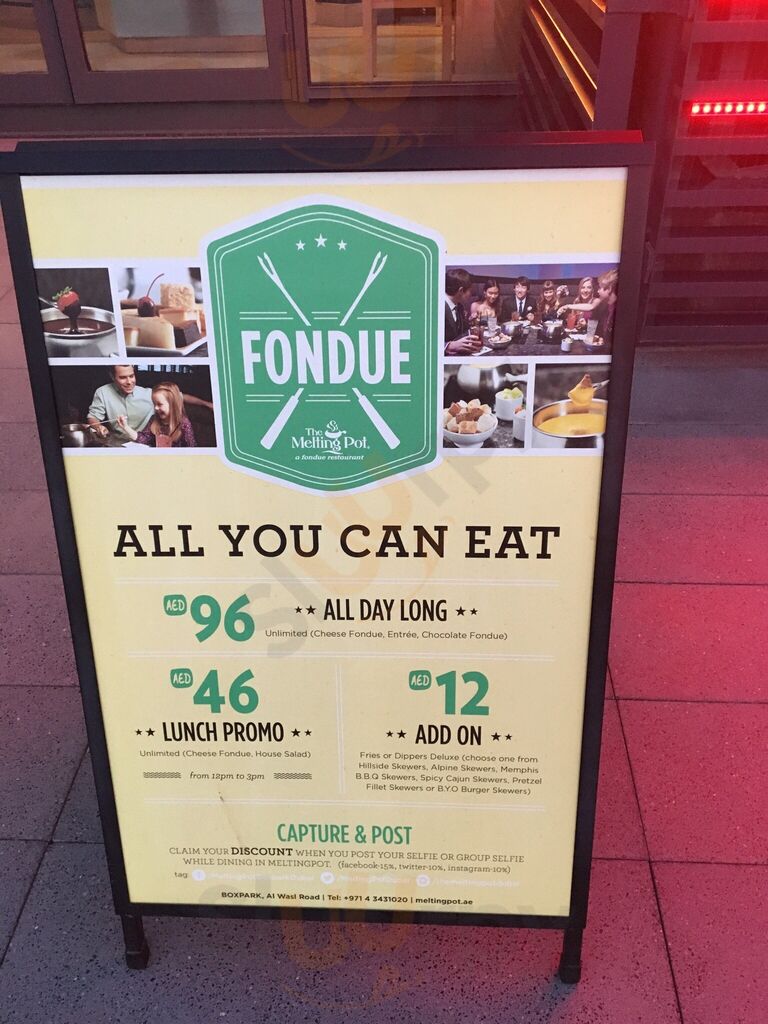 FONDUE
The
Melting Pot
a fondue restaurant
ALL YOU CAN EAT
AED 96 ★★ ALL DAY LONG ★★
Unlimited (Cheese Fondue, Entrée, Chocolate Fondue)
AED 46
★★ LUNCH PROMO ★★
Unlimited (Cheese Fondue, House Salad)
from 12pm to 3pm
AED 12
★★ ADD ON ★★
Fries or Dippers Deluxe (choose one from
Hillside Skewers, Alpine Skewers, Memphis
B.B.Q Skewers, Spicy Cajun Skewers, Pretzel
Fillet Skewers or B.Y.O Burger Skewers)
CAPTURE & POST
CLAIM YOUR DISCOUNT WHEN YOU POST YOUR SELFIE OR GROUP SELFIE
WHILE DINING IN MELTINGPOT. (facebook-15%, twitter-10%, instagram-10%)
tag
BOXPARK, Al Wasl Road | Tel: +971 4 3431020 | meltingpot.ae